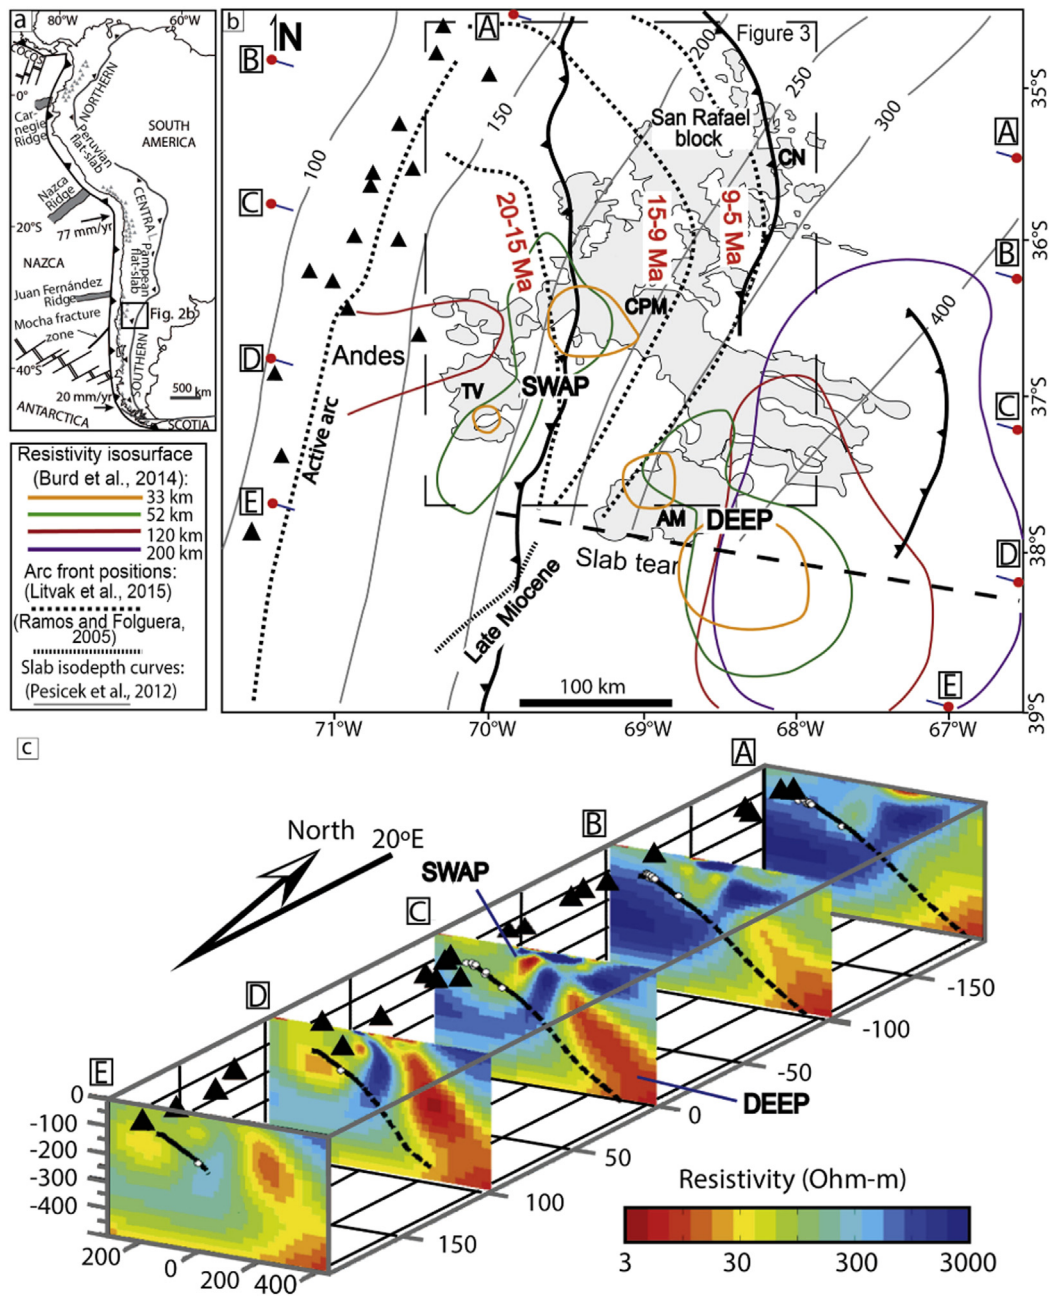 a
80°W
60°W
COCOS
0°
Car-
negie
Ridge
NORTHERN
Peruvian
flat-slab
SOUTH
AMERICA
Nazca
Ridge
CENTRAL
20°S
77 mm/yr
Pampean
flat-slab
NAZCA
Juan Fernández
Ridge
Mocha fracture
zone
Fig. 2b
40°S
SOUTHERN
20 mm/yr
500 km
ANTARCTICA
SCOTIA
Resistivity isosurface
(Burd et al., 2014):
33 km
52 km
120 km
200 km
Arc front positions:
(Litvak et al., 2015)
(Ramos and Folguera,
2005)
Slab isodepth curves:
(Pesicek et al., 2012)
b
N
A
B
C
D
E
Figure 3
100
150
200
250
300
400
San Rafael
block
CN
20-15 Ma
15-9 Ma
9-5 Ma
CPM
Andes
TV
SWAP
Active arc
AM
DEEP
Slab tear
Late Miocene
100 km
A
B
C
D
E
35°S
36°S
37°S
38°S
39°S
71°W
70°W
69°W
68°W
67°W
c
North
20ºE
A
B
SWAP
C
D
E
DEEP
0
-100
-200
-300
-400
200
0
200
400
150
100
50
0
-50
-100
-150
Resistivity (Ohm-m)
3
30
300
3000